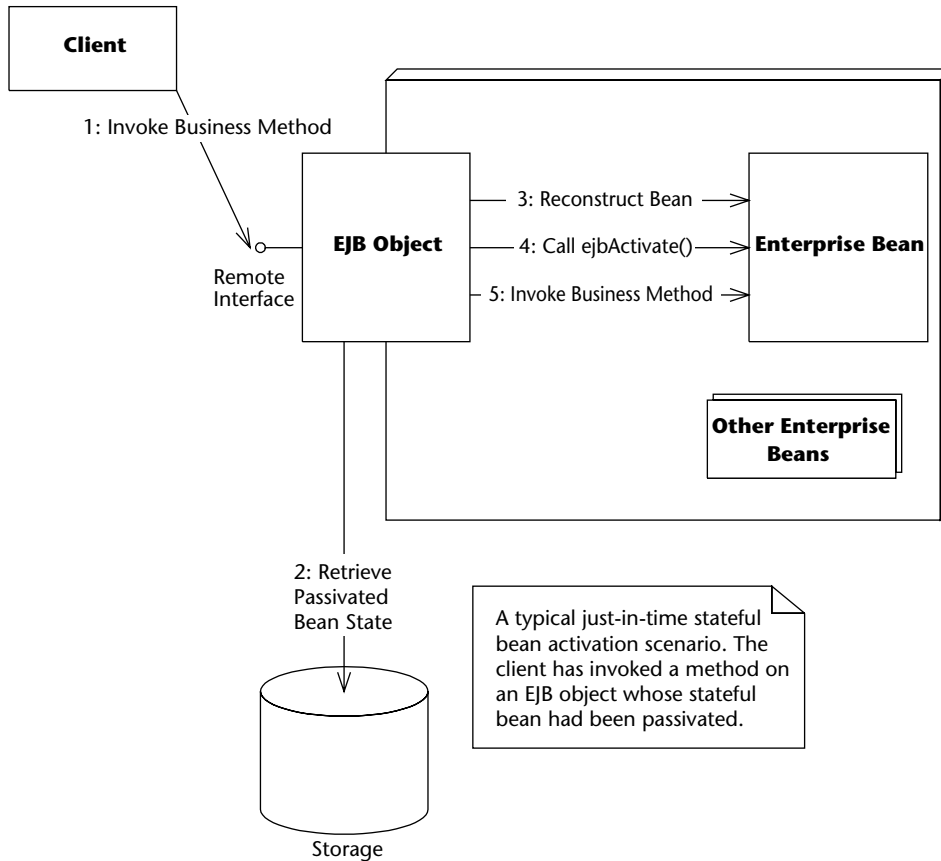 Client
1: Invoke Business Method
Remote
Interface
EJB Object
3: Reconstruct Bean
4: Call ejbActivate()
5: Invoke Business Method
Enterprise Bean
Other Enterprise
Beans
2: Retrieve
Passivated
Bean State
A typical just-in-time stateful
bean activation scenario. The
client has invoked a method on
an EJB object whose stateful
bean had been passivated.
Storage